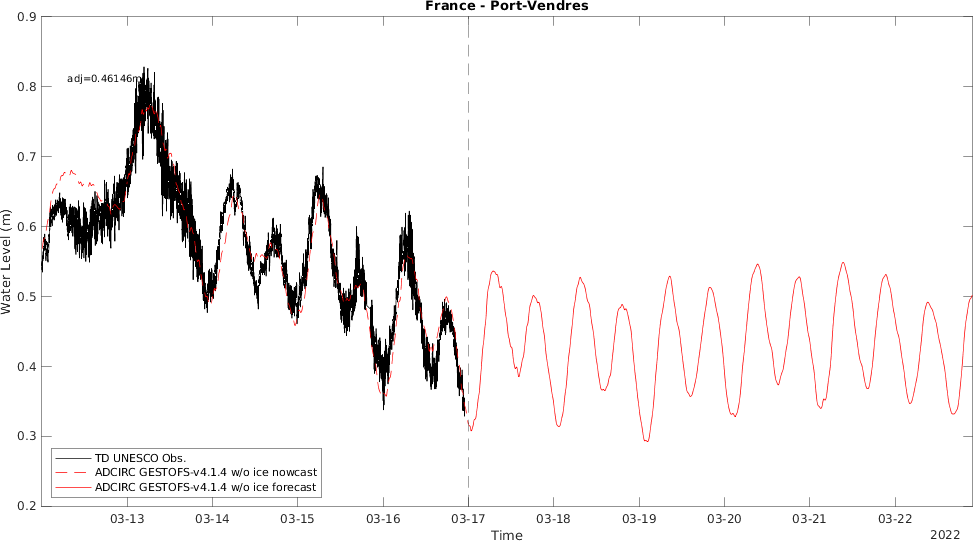 France - Port-Vendres
0.9
0.8
0.7
0.6
0.5
0.4
0.3
0.2
Water Level (m)
adj=0.46146m
TD UNESCO Obs.
ADCIRC GESTOFS-v4.1.4 w/o ice nowcast
ADCIRC GESTOFS-v4.1.4 w/o ice forecast
03-13 03-14 03-15 03-16 03-17 03-18 03-19 03-20 03-21 03-22
Time
2022